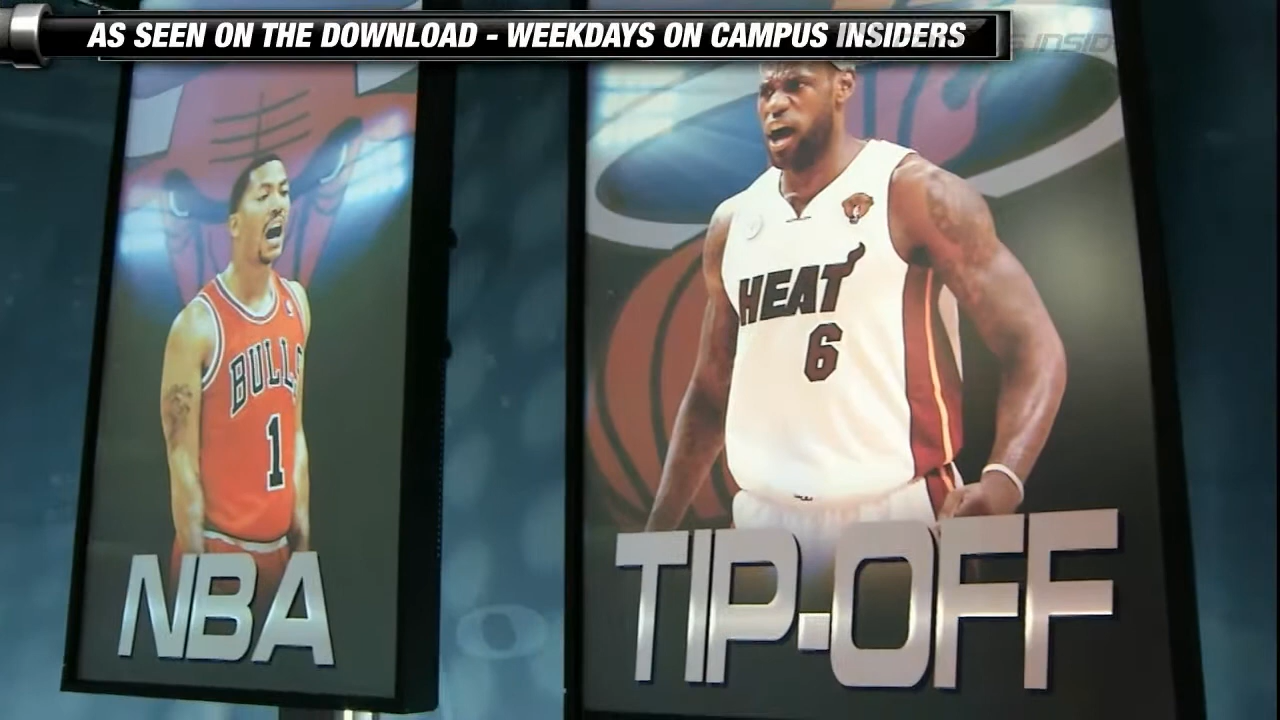 AS SEEN ON THE DOWNLOAD - WEEKDAYS ON CAMPUS INSIDERS
HEAT
6
BULLS
1
NBA
TIP-OFF